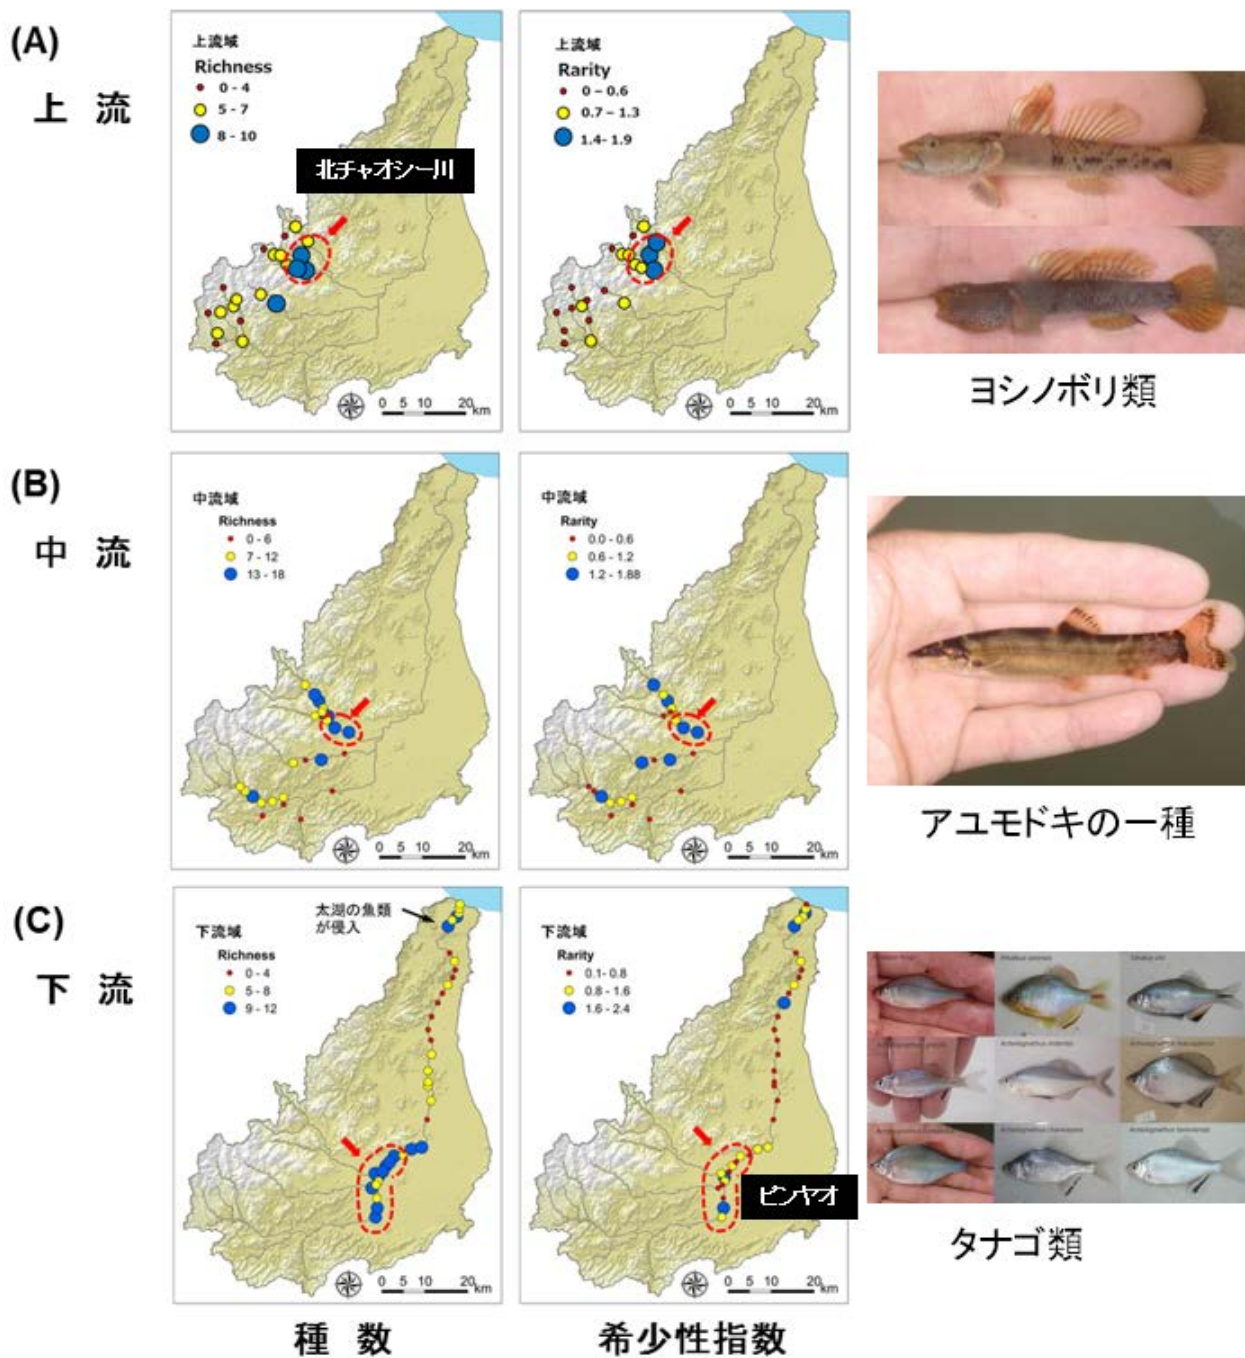 (A)
上 流
上流域
Richness
0 - 4
5 - 7
8 - 10
北チャオシー川
0 5 10 20 km
上流域
Rarity
0 – 0.6
0.7 – 1.3
1.4- 1.9
0 5 10 20 km
ヨシノボリ類
(B)
中 流
中流域
Richness
0 - 6
7 - 12
13 - 18
0 5 10 20 km
中流域
Rarity
0.0 - 0.6
0.6 - 1.2
1.2 - 1.88
0 5 10 20 km
アユモドキの一種
(C)
下 流
太湖の魚類
が侵入
下流域
Richness
0 - 4
5 - 8
9 - 12
0 5 10 20 km
下流域
Rarity
0.1- 0.8
0.8 - 1.6
1.6 - 2.4
ピンヤオ
0 5 10 20 km
タナゴ類
種 数
希少性指数